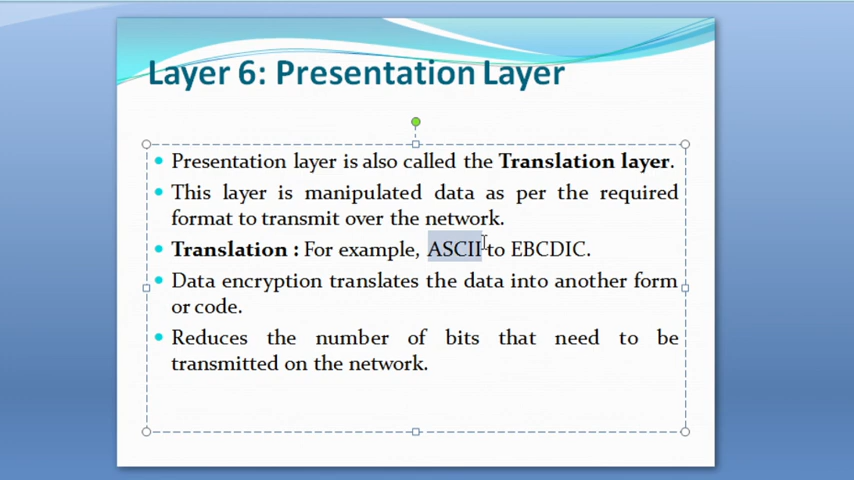 Layer 6: Presentation Layer
Presentation layer is also called the Translation layer.
This layer is manipulated data as per the required
format to transmit over the network.
Translation : For example, ASCII to EBCDIC.
Data encryption translates the data into another form
or code.
Reduces the number of bits that need to be
transmitted on the network.